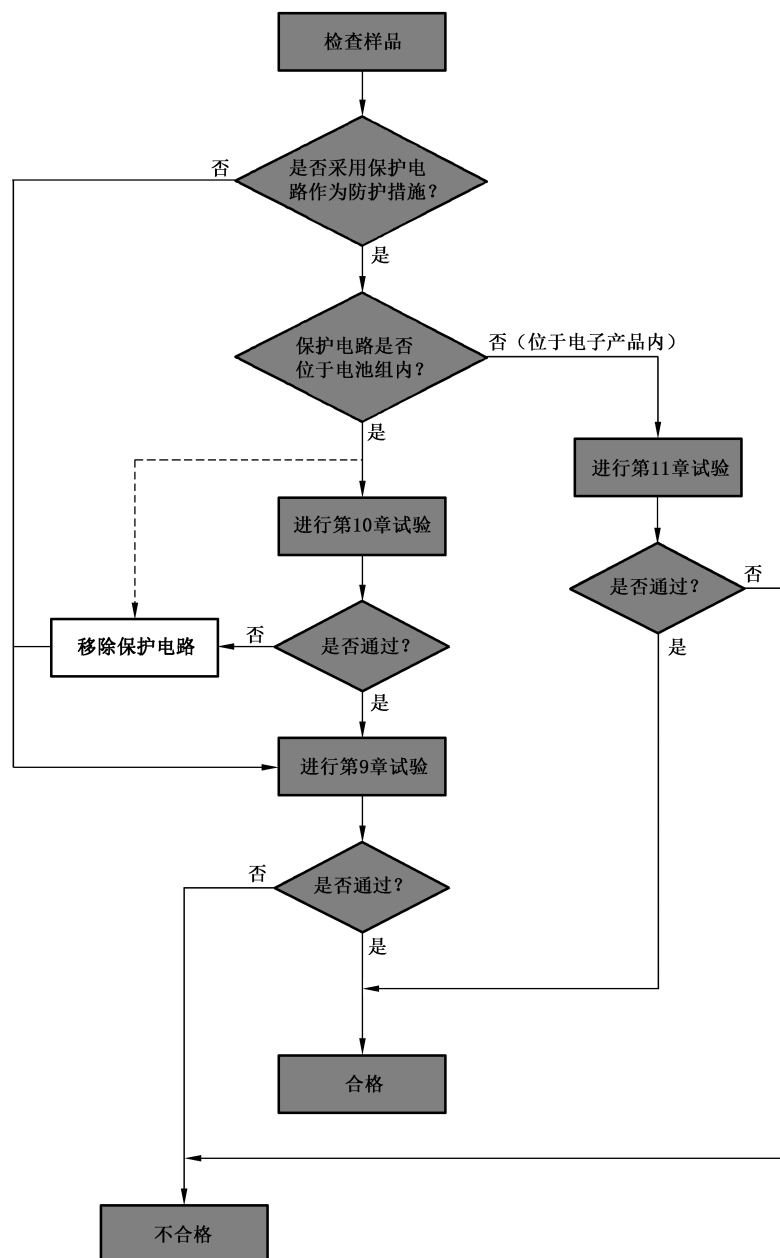 检查样品
否
是否采用保护电
路作为防护措施？
是
保护电路是否
位于电池组内？
否（位于电子产品内）
是
进行第11章试验
进行第10章试验
是否通过？
否
是
移除保护电路
否
是否通过？
是
进行第9章试验
否
是否通过？
是
合格
不合格